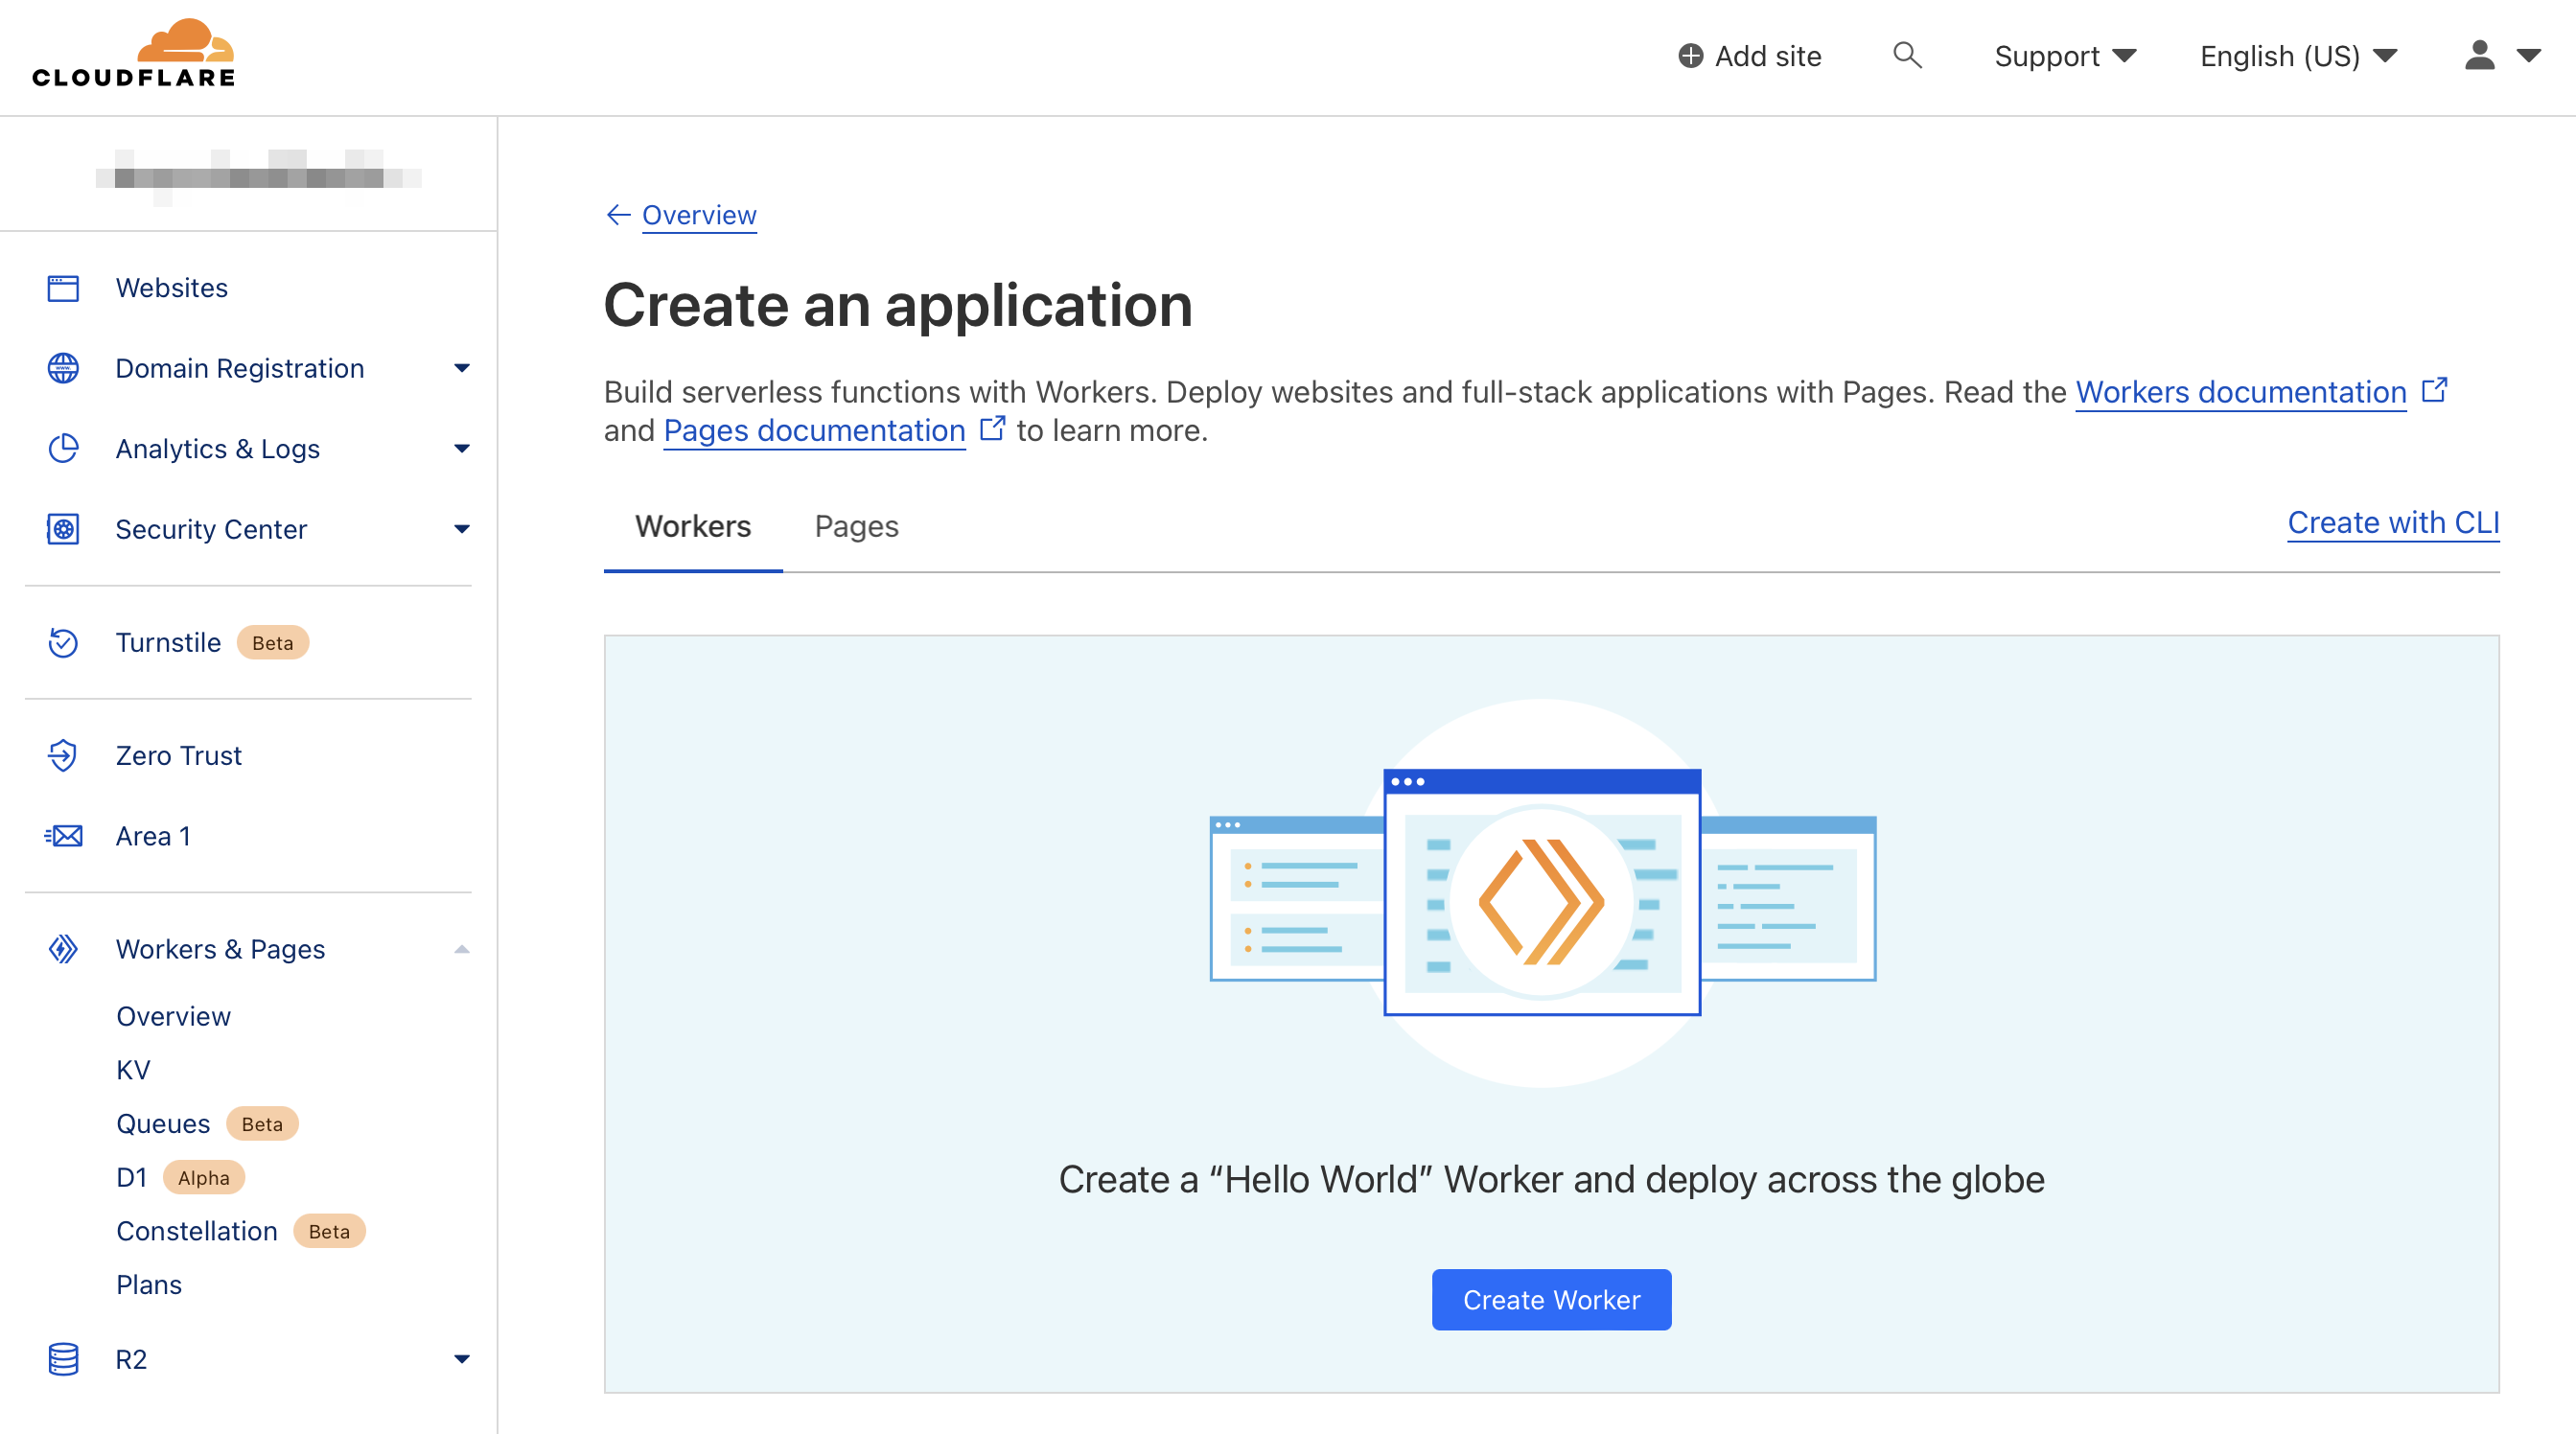 CLOUDFLARE
Add site
Support
English (US)
Websites
Domain Registration
Analytics & Logs
Security Center
Turnstile Beta
Zero Trust
Area 1
Workers & Pages
Overview
KV
Queues Beta
D1 Alpha
Constellation Beta
Plans
R2
Overview
Create an application
Build serverless functions with Workers. Deploy websites and full-stack applications with Pages. Read the Workers documentation
and Pages documentation to learn more.
Workers Pages
Create with CLI
Create a “Hello World” Worker and deploy across the globe
Create Worker